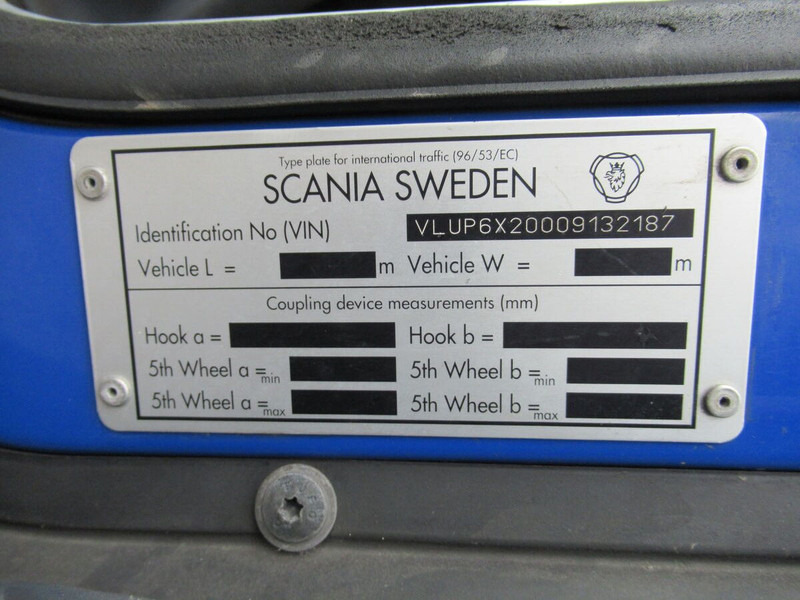 Type plate for international traffic (96/53/EC)
SCANIA SWEDEN
Identification No (VIN) VLUP6X20009132187
Vehicle L = m Vehicle W = m
Coupling device measurements (mm)
Hook a = Hook b =
5th Wheel a = min 5th Wheel b = min
5th Wheel a = max 5th Wheel b = max